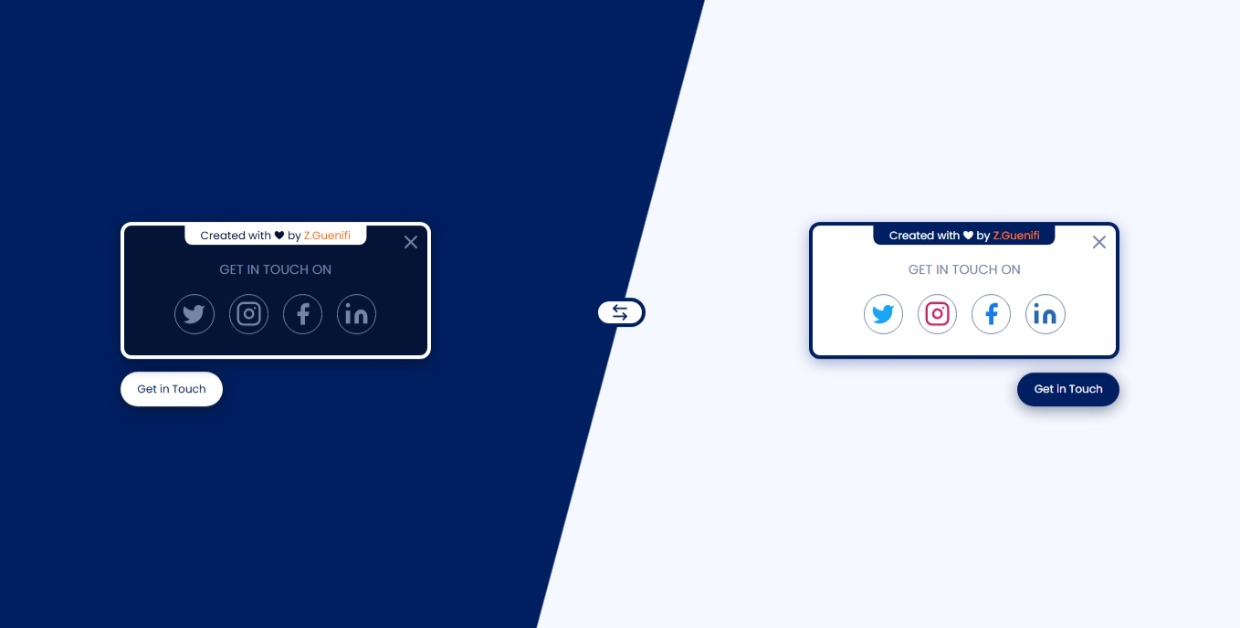 Created with ♥ by Z.Guenifi
GET IN TOUCH ON
Get in Touch
Created with ♥ by Z.Guenifi
GET IN TOUCH ON
Get in Touch